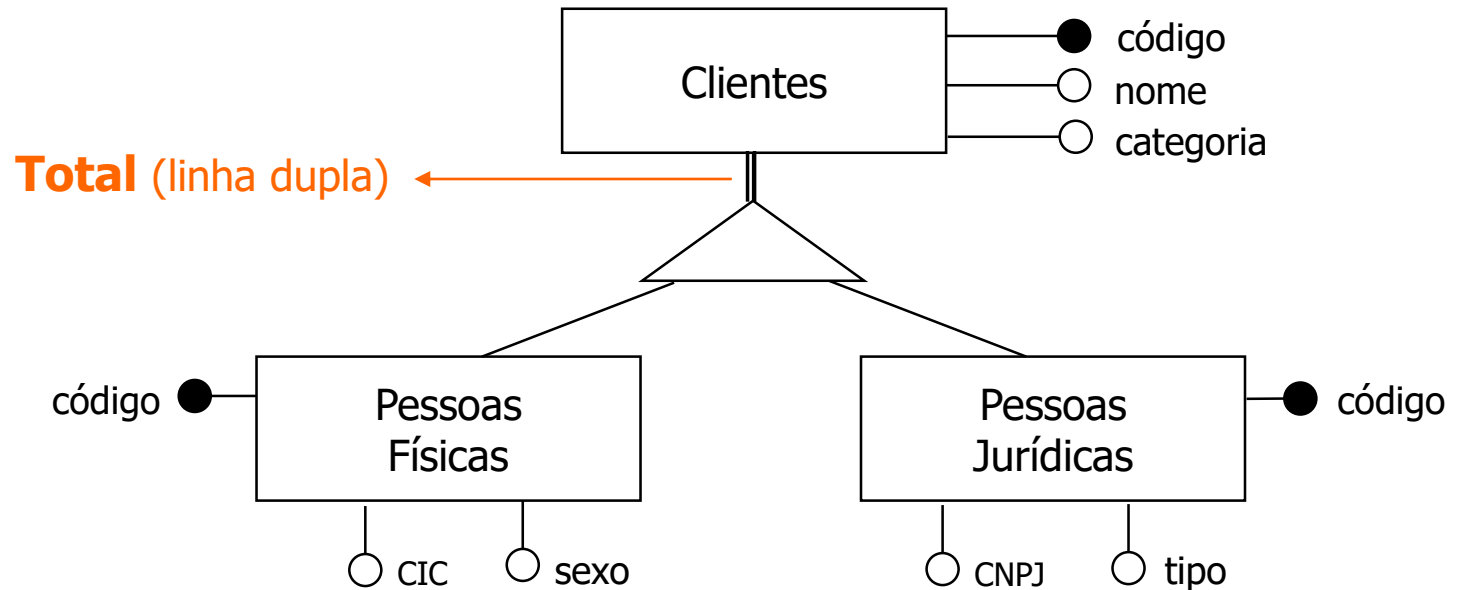 código
Clientes
nome
categoria
Total (linha dupla)
código
Pessoas
Físicas
Pessoas
Jurídicas
código
CIC
sexo
CNPJ
tipo